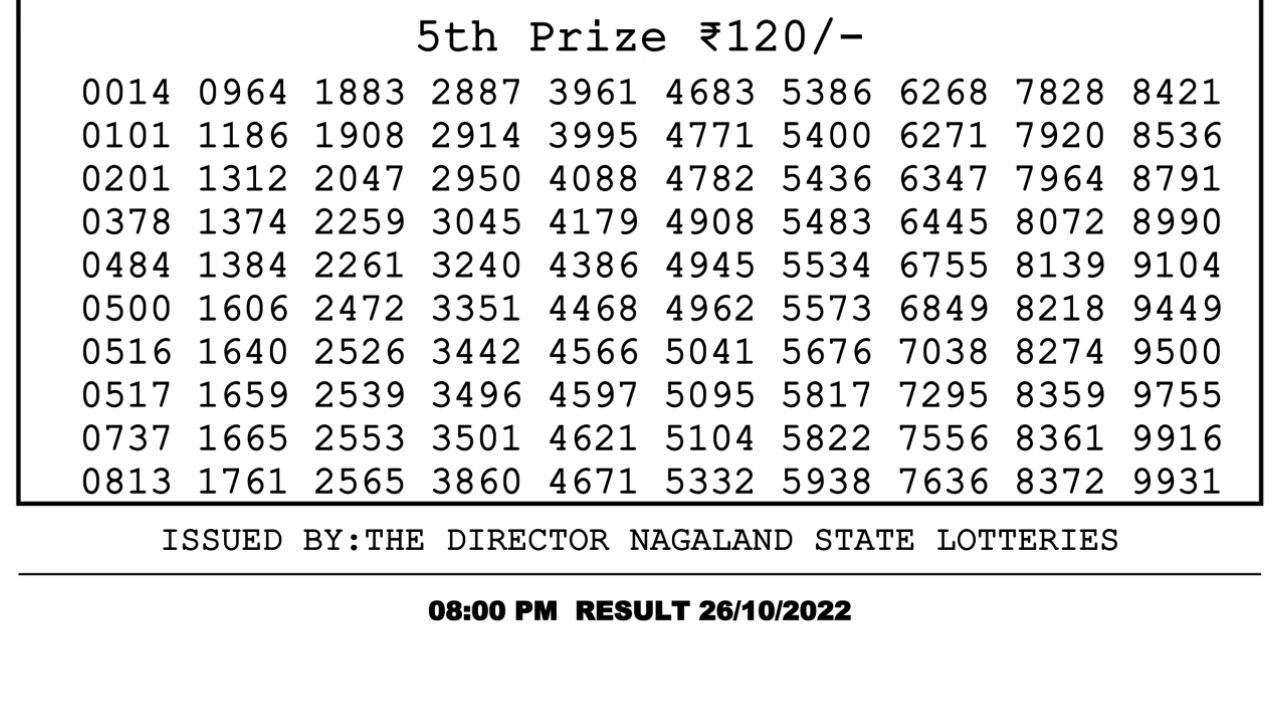 5th Prize ₹120/-
0014 0964 1883 2887 3961 4683 5386 6268 7828 8421
0101 1186 1908 2914 3995 4771 5400 6271 7920 8536
0201 1312 2047 2950 4088 4782 5436 6347 7964 8791
0378 1374 2259 3045 4179 4908 5483 6445 8072 8990
0484 1384 2261 3240 4386 4945 5534 6755 8139 9104
0500 1606 2472 3351 4468 4962 5573 6849 8218 9449
0516 1640 2526 3442 4566 5041 5676 7038 8274 9500
0517 1659 2539 3496 4597 5095 5817 7295 8359 9755
0737 1665 2553 3501 4621 5104 5822 7556 8361 9916
0813 1761 2565 3860 4671 5332 5938 7636 8372 9931
ISSUED BY:THE DIRECTOR NAGALAND STATE LOTTERIES
08:00 PM RESULT 26/10/2022